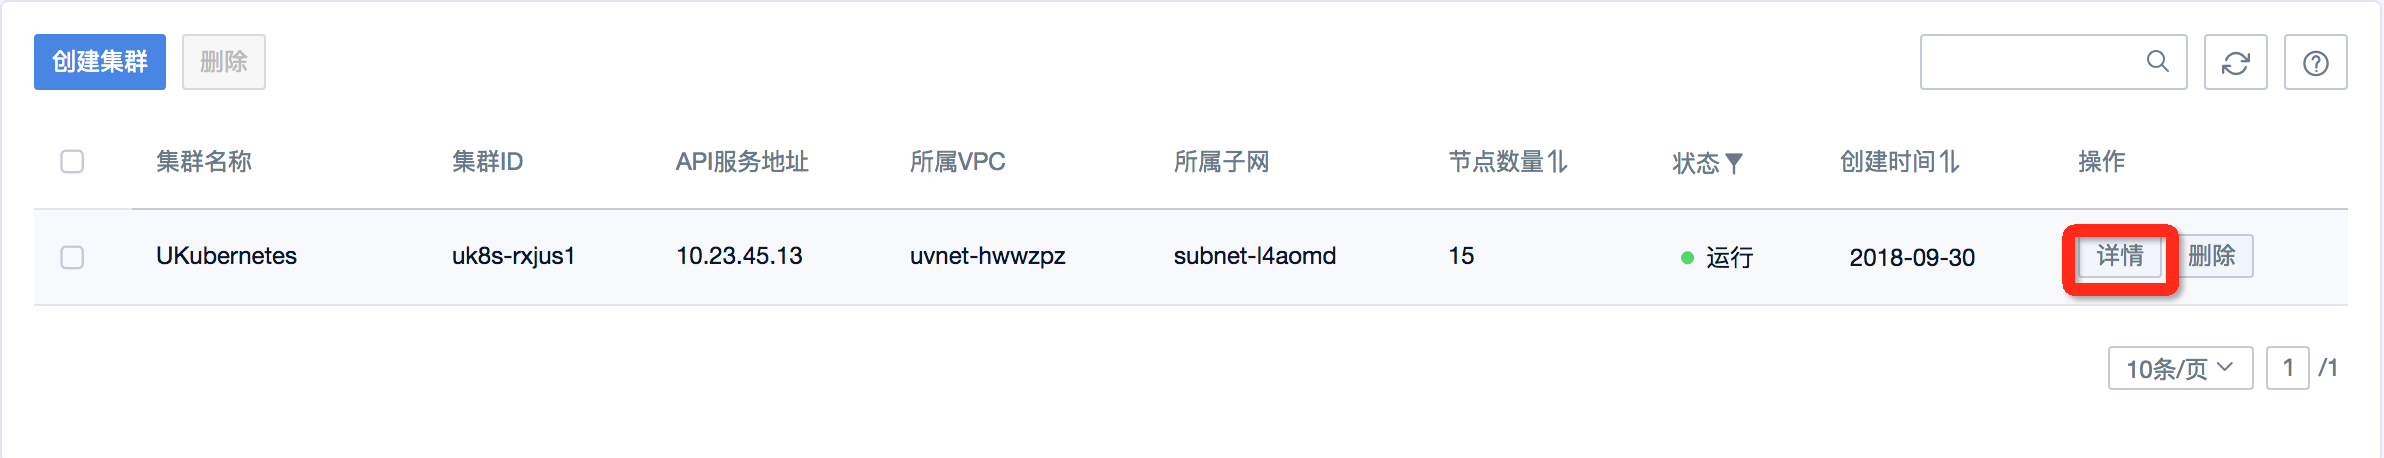 创建集群 删除
集群名称 集群ID API服务地址 所属VPC 所属子网 节点数量 状态 创建时间 操作
UKubernetes uk8s-rxjus1 10.23.45.13 uvnet-hwwzpz subnet-l4aomd 15 运行 2018-09-30 详情 删除
10条/页 1 /1